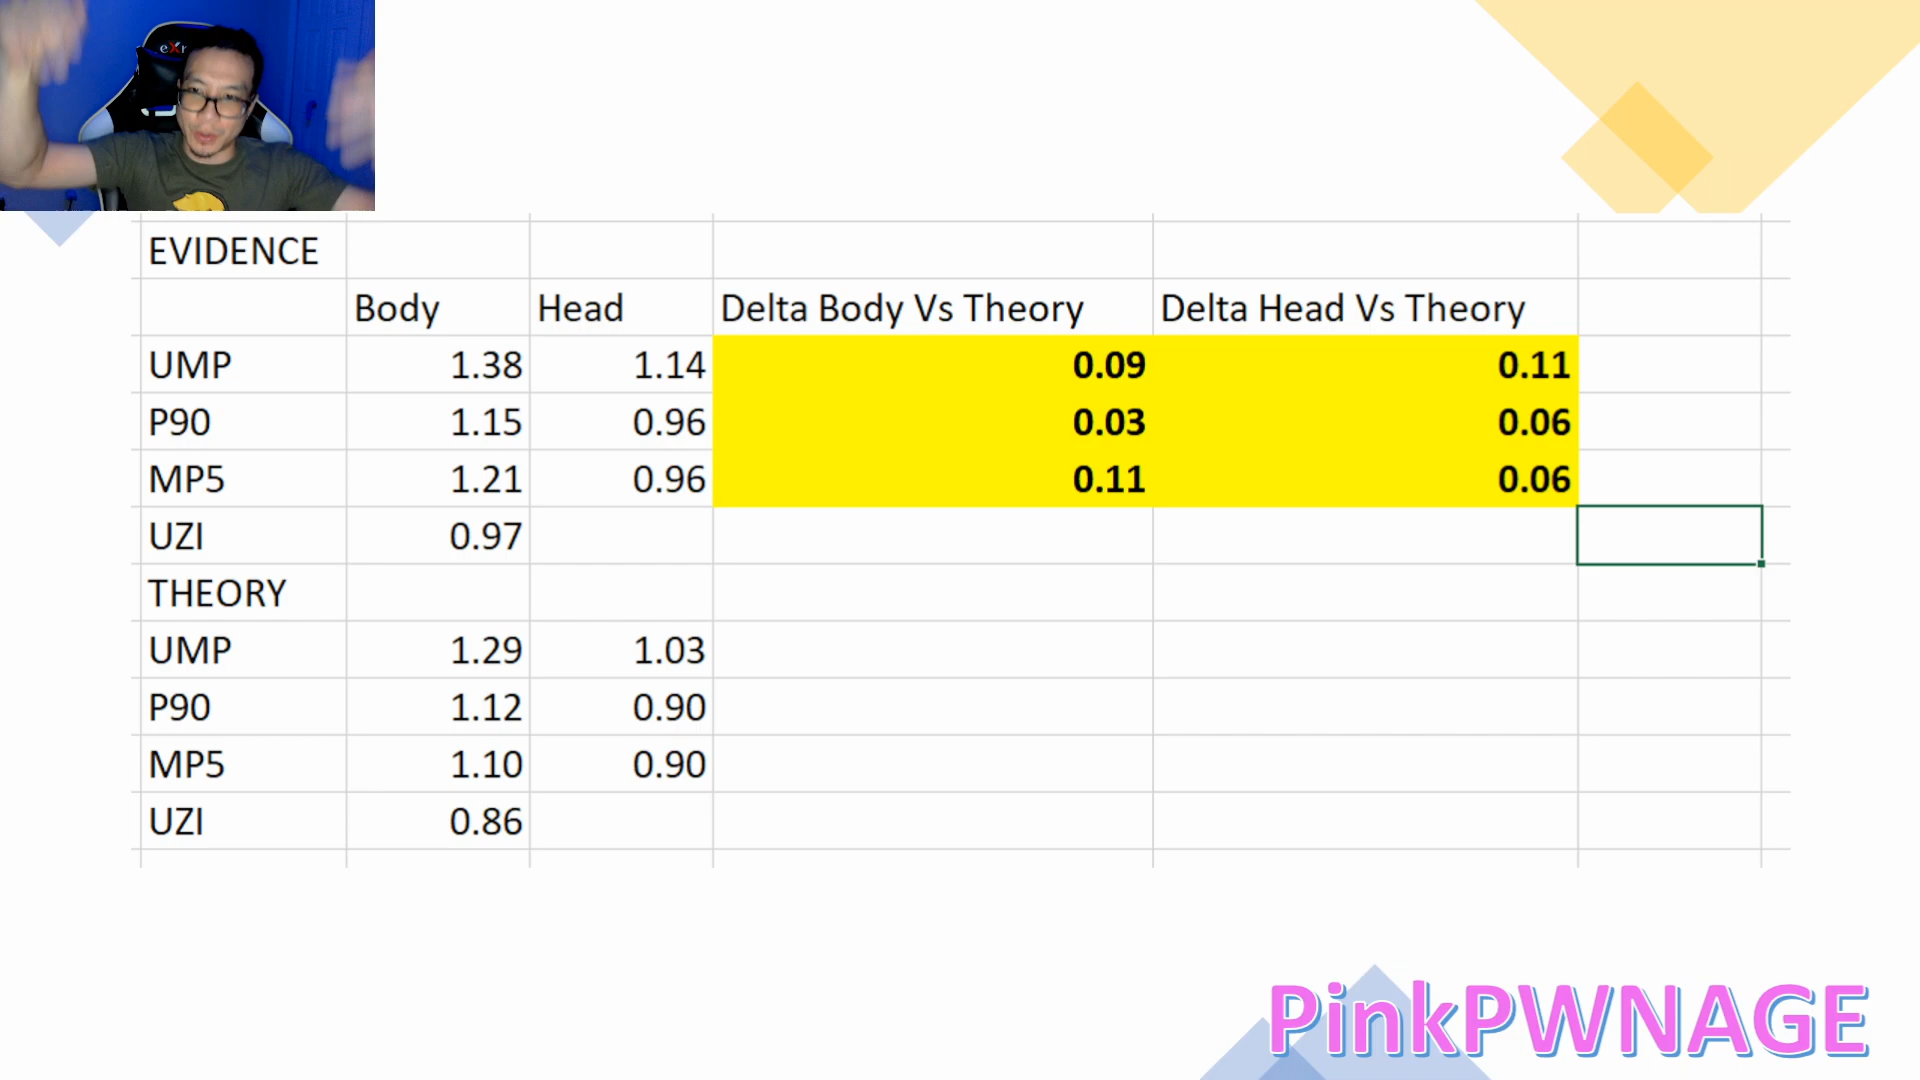 eXr
EVIDENCE
Body Head Delta Body Vs Theory Delta Head Vs Theory
UMP 1.38 1.14 0.09 0.11
P90 1.15 0.96 0.03 0.06
MP5 1.21 0.96 0.11 0.06
UZI 0.97
THEORY
UMP 1.29 1.03
P90 1.12 0.90
MP5 1.10 0.90
UZI 0.86
PinkPWNAGE